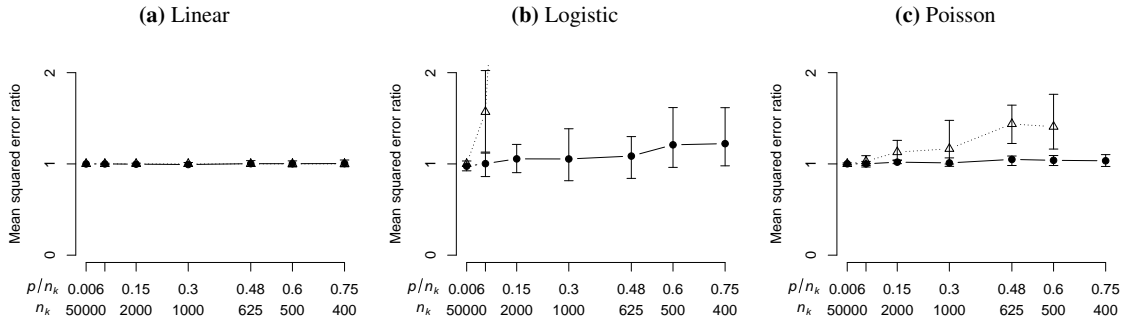 (a) Linear
(b) Logistic
(c) Poisson
Mean squared error ratio
0 1 2
p/n_k 0.006 0.15 0.3 0.48 0.6 0.75
n_k 50000 2000 1000 625 500 400
Mean squared error ratio
0 1 2
p/n_k 0.006 0.15 0.3 0.48 0.6 0.75
n_k 50000 2000 1000 625 500 400
Mean squared error ratio
0 1 2
p/n_k 0.006 0.15 0.3 0.48 0.6 0.75
n_k 50000 2000 1000 625 500 400